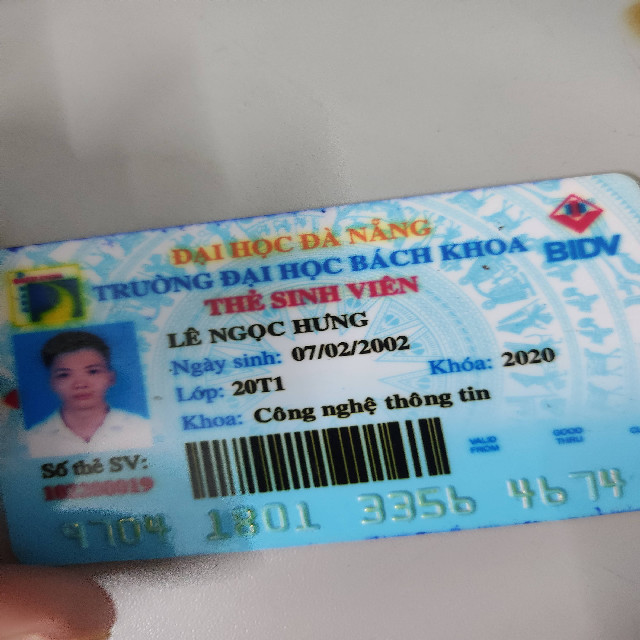 ĐẠI HỌC ĐÀ NẴNG
TRƯỜNG ĐẠI HỌC BÁCH KHOA
BIDV
THẺ SINH VIÊN
LÊ NGỌC HƯNG
Ngày sinh: 07/02/2002
Khóa: 2020
Lớp: 20T1
Khoa: Công nghệ thông tin
Số thẻ SV:
VALID FROM
GOOD THRU
9704 1801 3356 4674